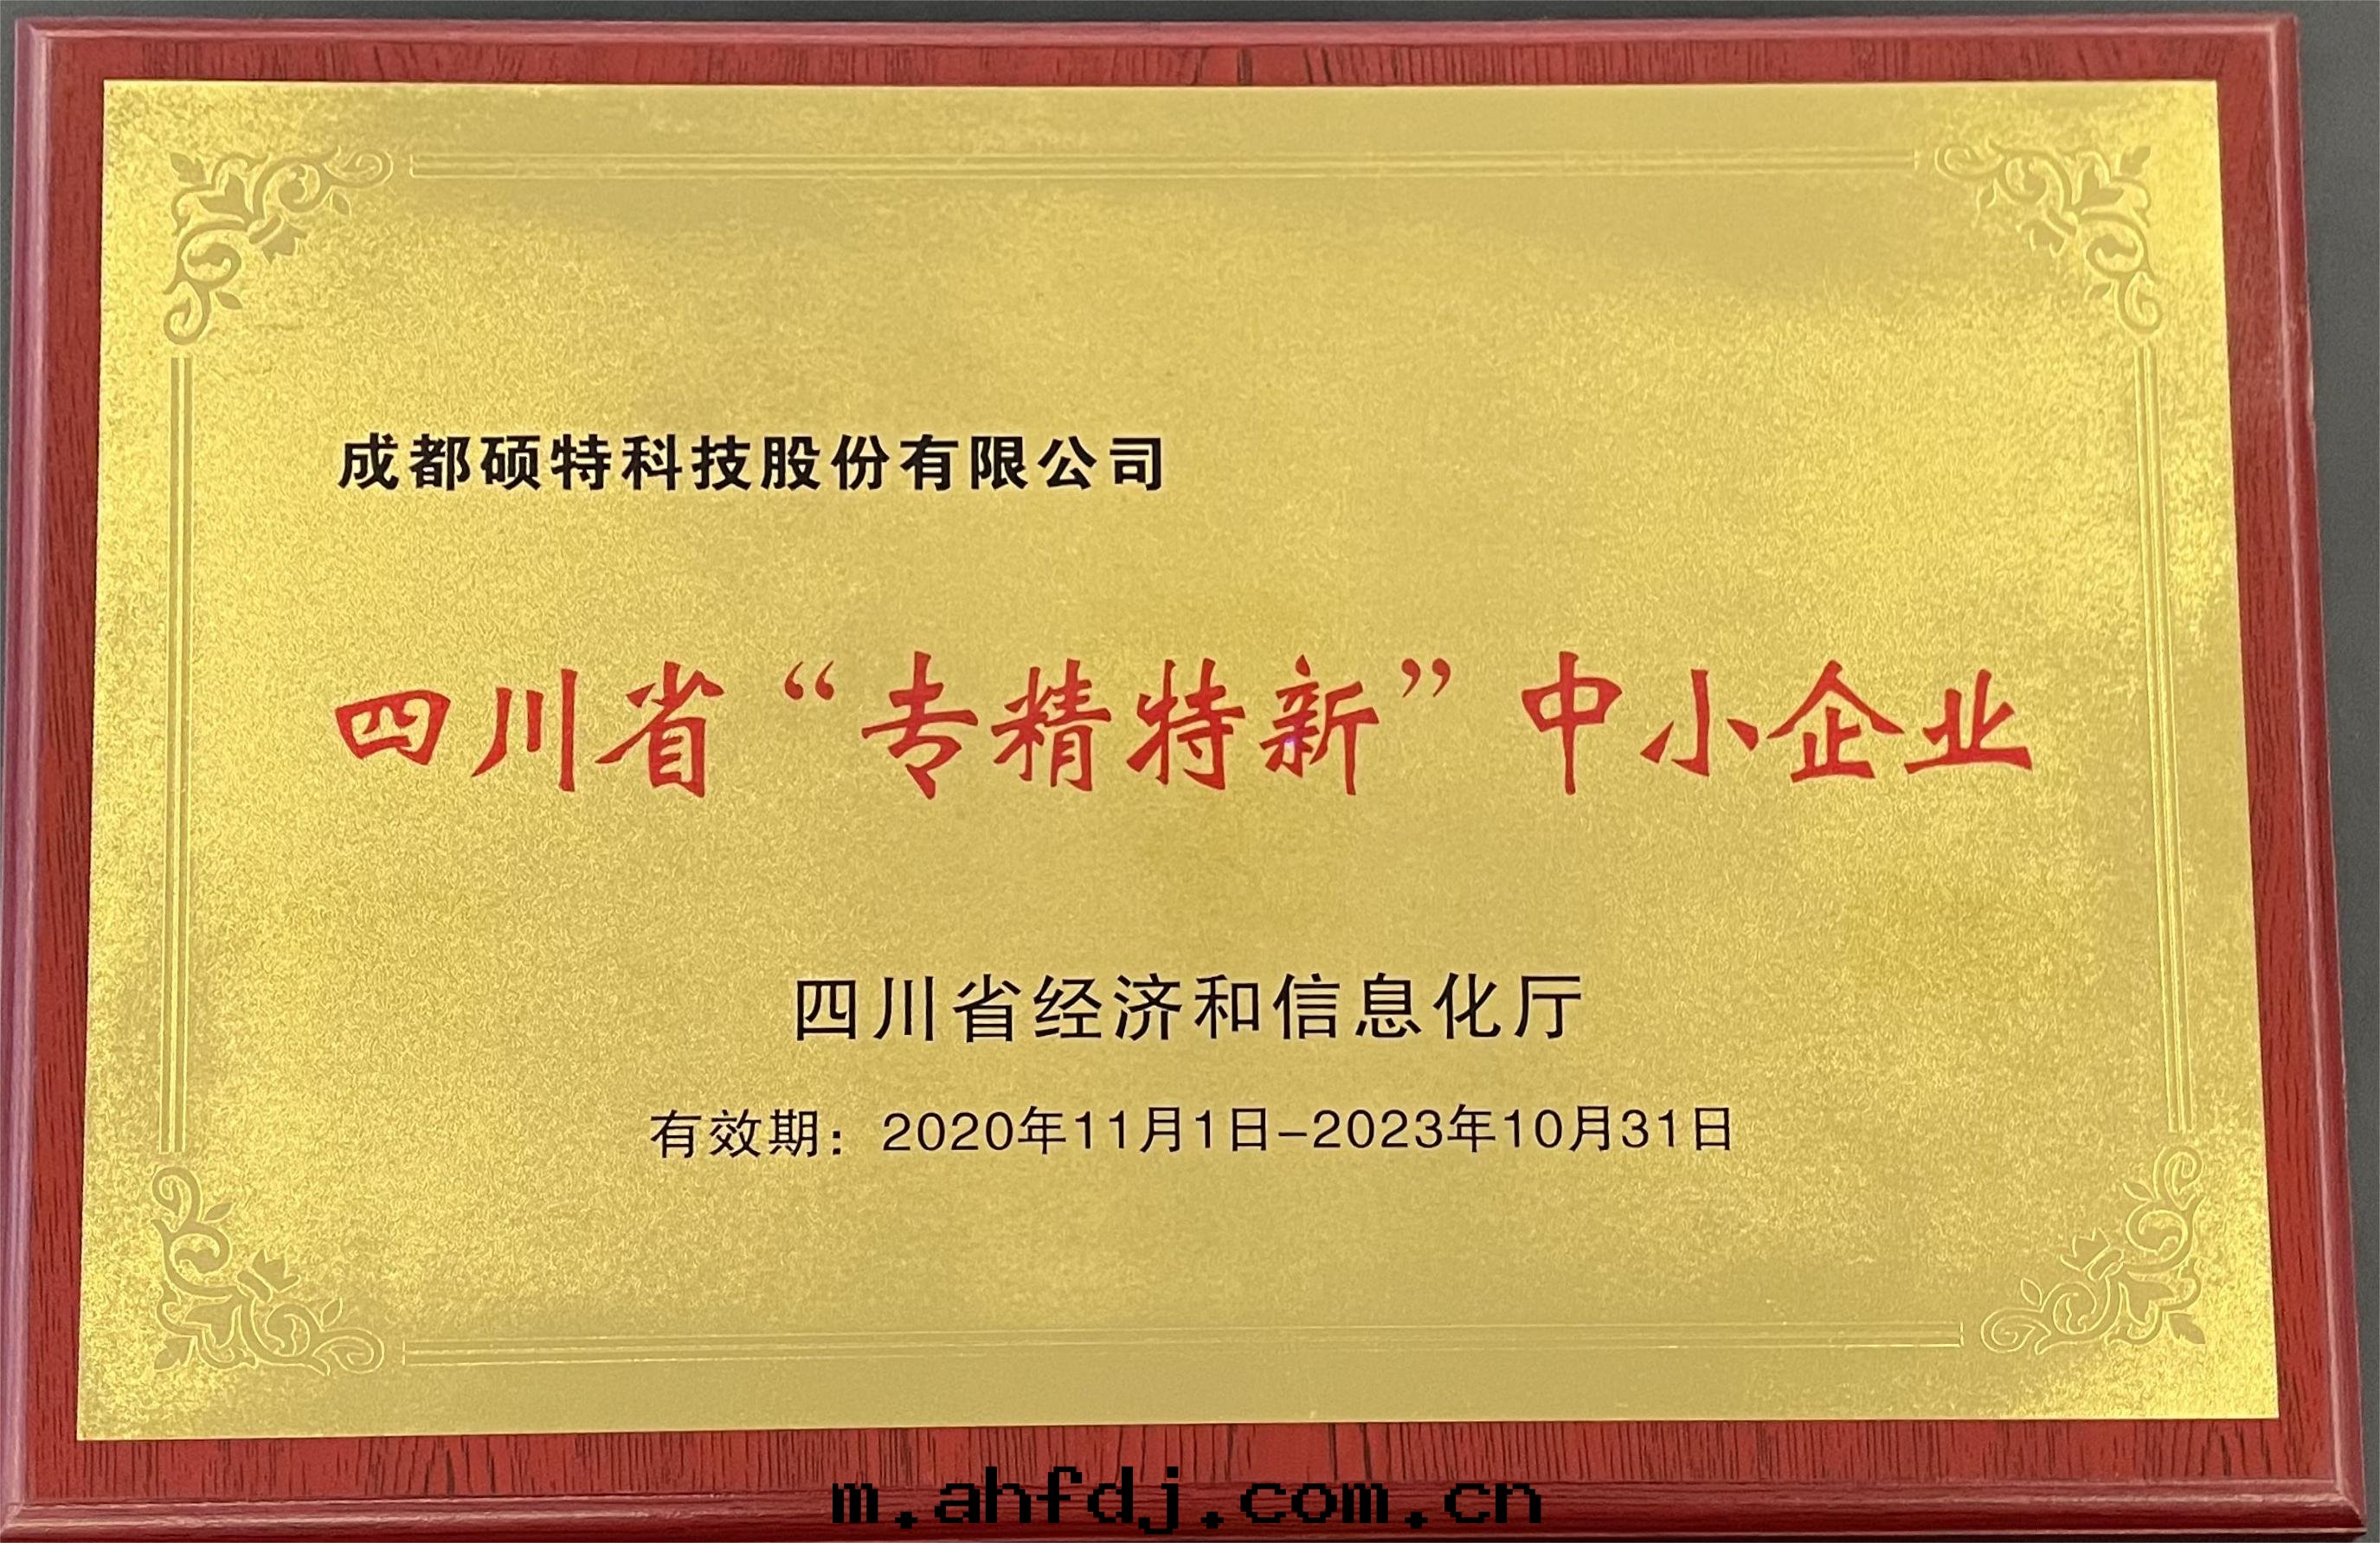 成都硕特科技股份有限公司
四川省“专精特新”中小企业
四川省经济和信息化厅
有效期：2020年11月1日-2023年10月31日
m.ahfdj.com.cn